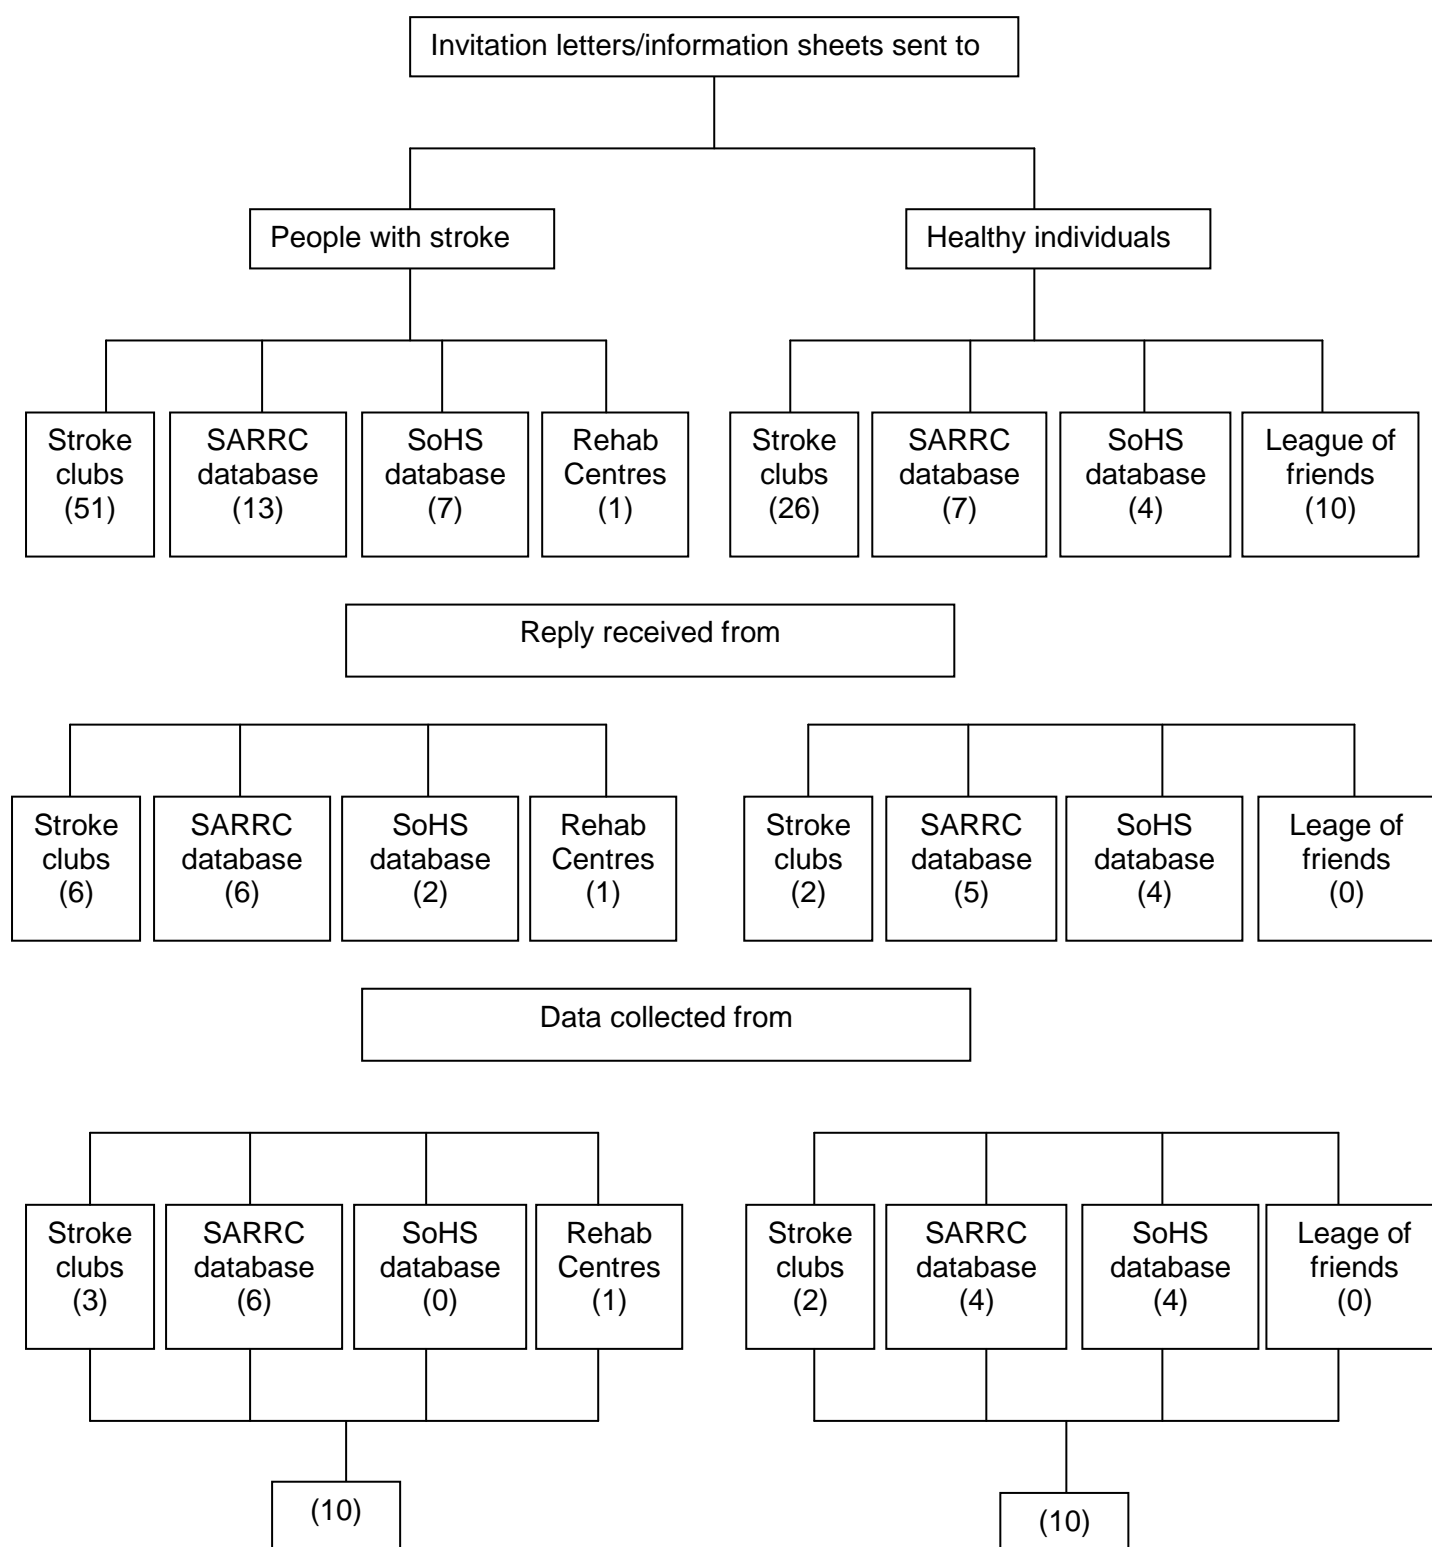 Invitation letters/information sheets sent to
People with stroke
Healthy individuals
Stroke
clubs
(51)
SARRC
database
(13)
SoHS
database
(7)
Rehab
Centres
(1)
Stroke
clubs
(26)
SARRC
database
(7)
SoHS
database
(4)
League of
friends
(10)
Reply received from
Stroke
clubs
(6)
SARRC
database
(6)
SoHS
database
(2)
Rehab
Centres
(1)
Stroke
clubs
(2)
SARRC
database
(5)
SoHS
database
(4)
Leage of
friends
(0)
Data collected from
Stroke
clubs
(3)
SARRC
database
(6)
SoHS
database
(0)
Rehab
Centres
(1)
Stroke
clubs
(2)
SARRC
database
(4)
SoHS
database
(4)
Leage of
friends
(0)
(10)
(10)